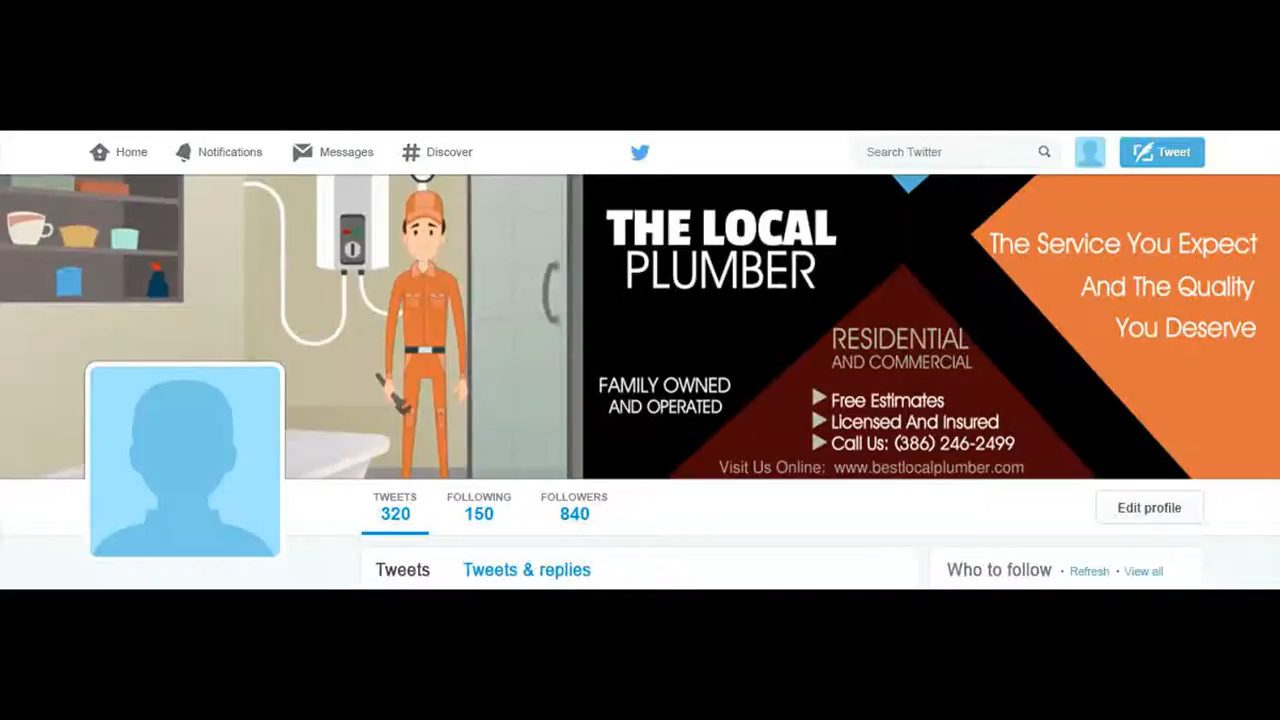 Home Notifications Messages Discover Search Twitter Tweet
THE LOCAL
PLUMBER
The Service You Expect
And The Quality
You Deserve
RESIDENTIAL
AND COMMERCIAL
FAMILY OWNED
AND OPERATED
Free Estimates
Licensed And Insured
Call Us: (386) 246-2499
Visit Us Online: www.bestlocalplumber.com
TWEETS FOLLOWING FOLLOWERS
320 150 840
Edit profile
Tweets Tweets & replies
Who to follow · Refresh · View all